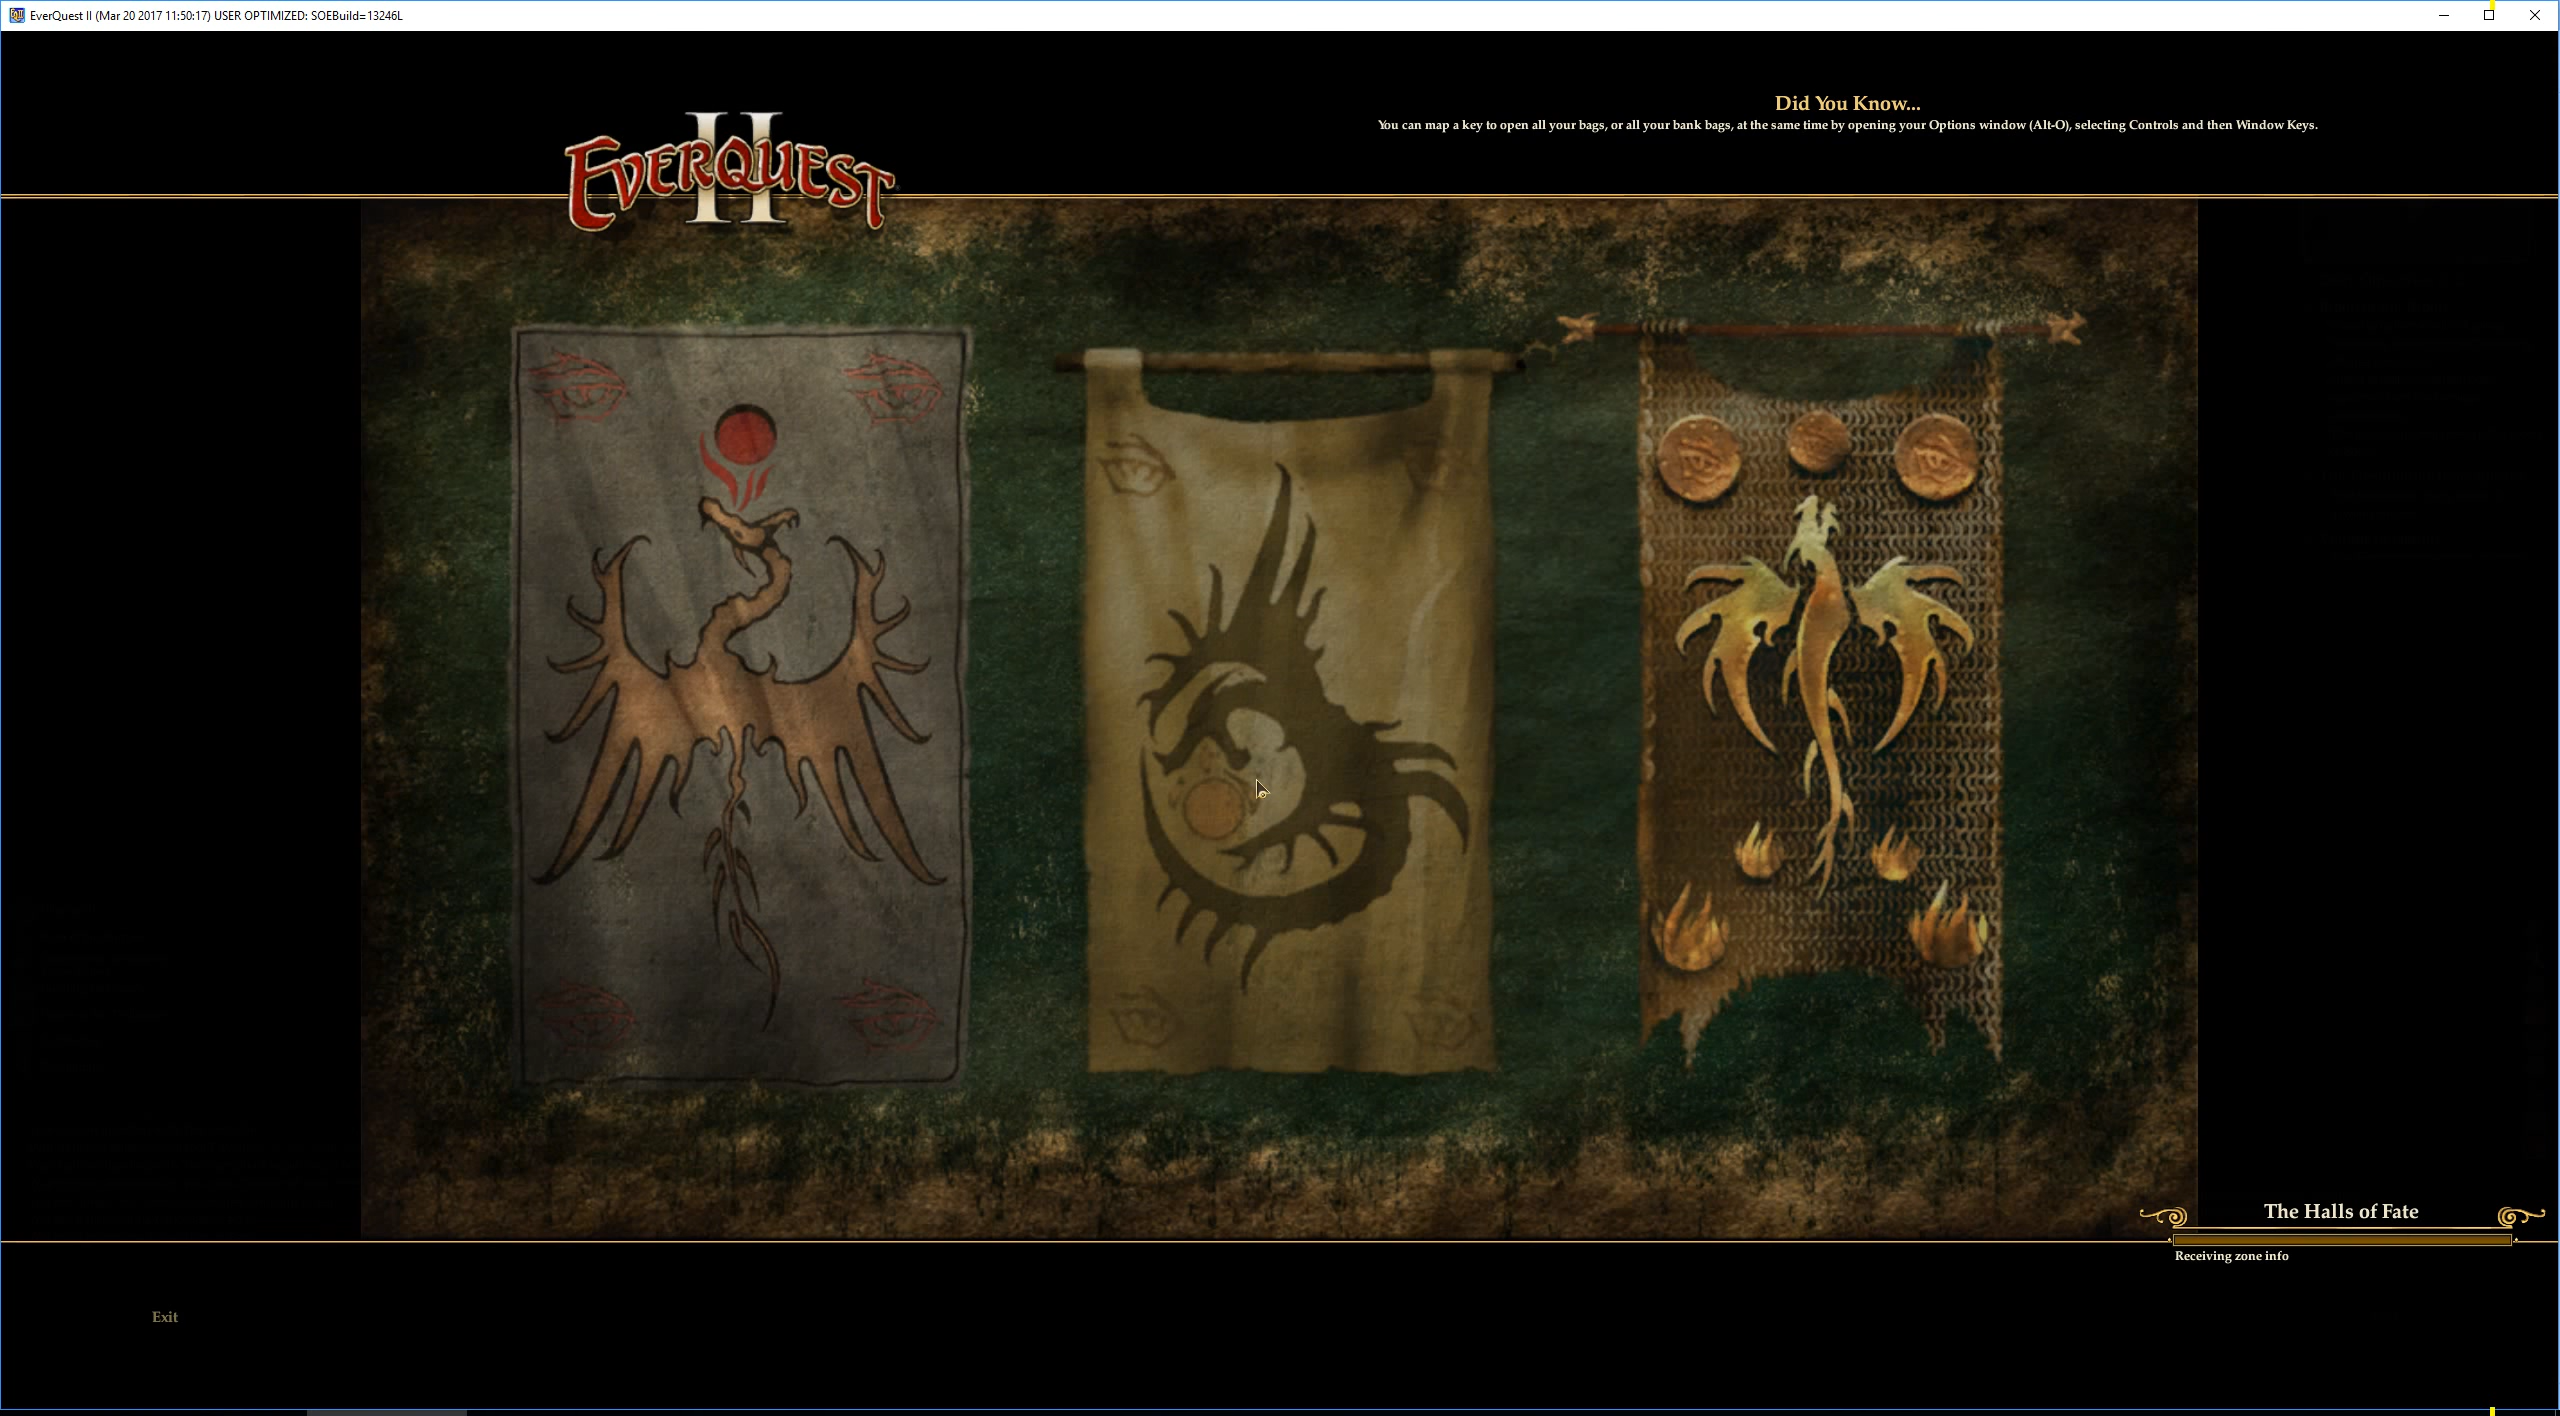 EverQuest II (Mar 20 2017 11:50:17) USER OPTIMIZED: SOEBuild=13246L
Did You Know...
You can map a key to open all your bags, or all your bank bags, at the same time by opening your Options window (Alt-O), selecting Controls and then Window Keys.
EverQuest II
The Halls of Fate
Receiving zone info
Exit